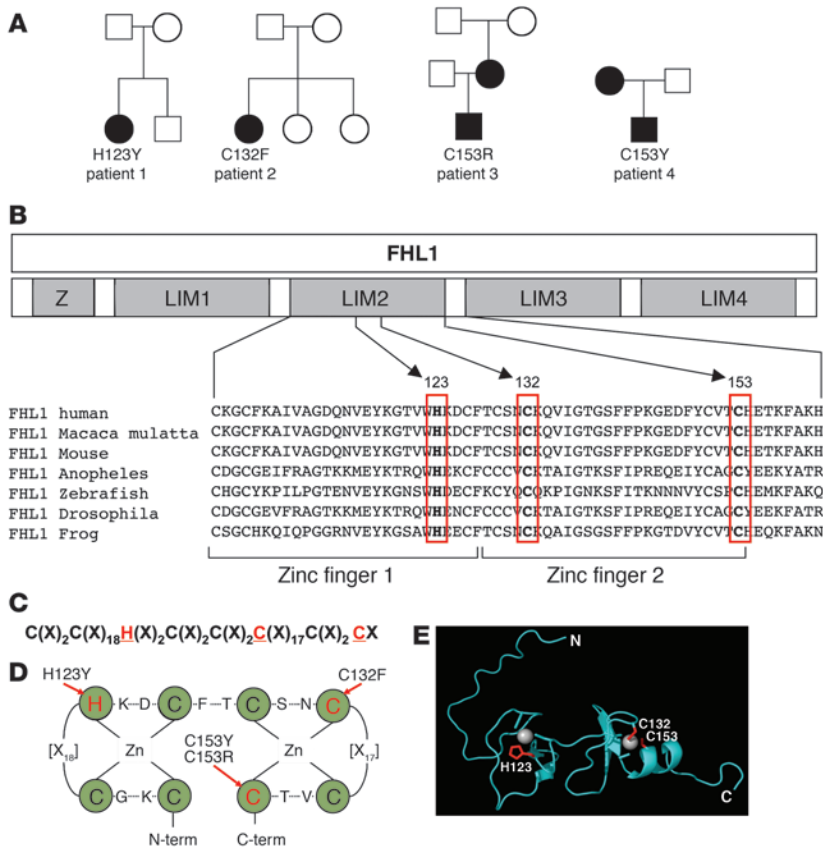 A
H123Y
patient 1
C132F
patient 2
C153R
patient 3
C153Y
patient 4
B
FHL1
Z LIM1 LIM2 LIM3 LIM4
123 132 153
FHL1 human CKGCFKAIVAGDQNVEYKGTVWHKDCFTCSNCKQVIGTGSFFPKGEDFYCVTCHETKFAKH
FHL1 Macaca mulatta CKGCFKAIVAGDQNVEYKGTVWHKDCFTCSNCKQVIGTGSFFPKGEDFYCVTCHETKFAKH
FHL1 Mouse CKGCFKAIVAGDQNVEYKGTVWHKDCFTCSNCKQVIGTGSFFPKGEDFYCVTCHETKFAKH
FHL1 Anopheles CDGCGEIFRAGTKKMEYKTRQWHEKCFCCCVCKTAIGTKSFIPREQEIYCAGCYEEKYATR
FHL1 Zebrafish CHGCYKPILPGTENVEYKGNSWHDECFKCYQCQKPIGNKSFITKNNNVYCSPCHEMKFAKQ
FHL1 Drosophila CDGCGEVFRAGTKKMEYKTRQWHENCFCCCVCKTAIGTKSFIPREQEIYCAGCYEEKFATR
FHL1 Frog CSGCHKQIQPGGRNVEYKGSAWHEECFTCSNCKQAIGSGSFFPKGTDVYCVTCHEQKFAKN
Zinc finger 1 Zinc finger 2
C
C(X)₂C(X)₁₈H(X)₂C(X)₂C(X)₂C(X)₁₇C(X)₂CX
D
H123Y C132F
H K D C F T C S N C
[X₁₈] Zn C153Y C153R Zn [X₁₇]
C G K C C T V C
N-term C-term
E
N
C132
C153
H123
C